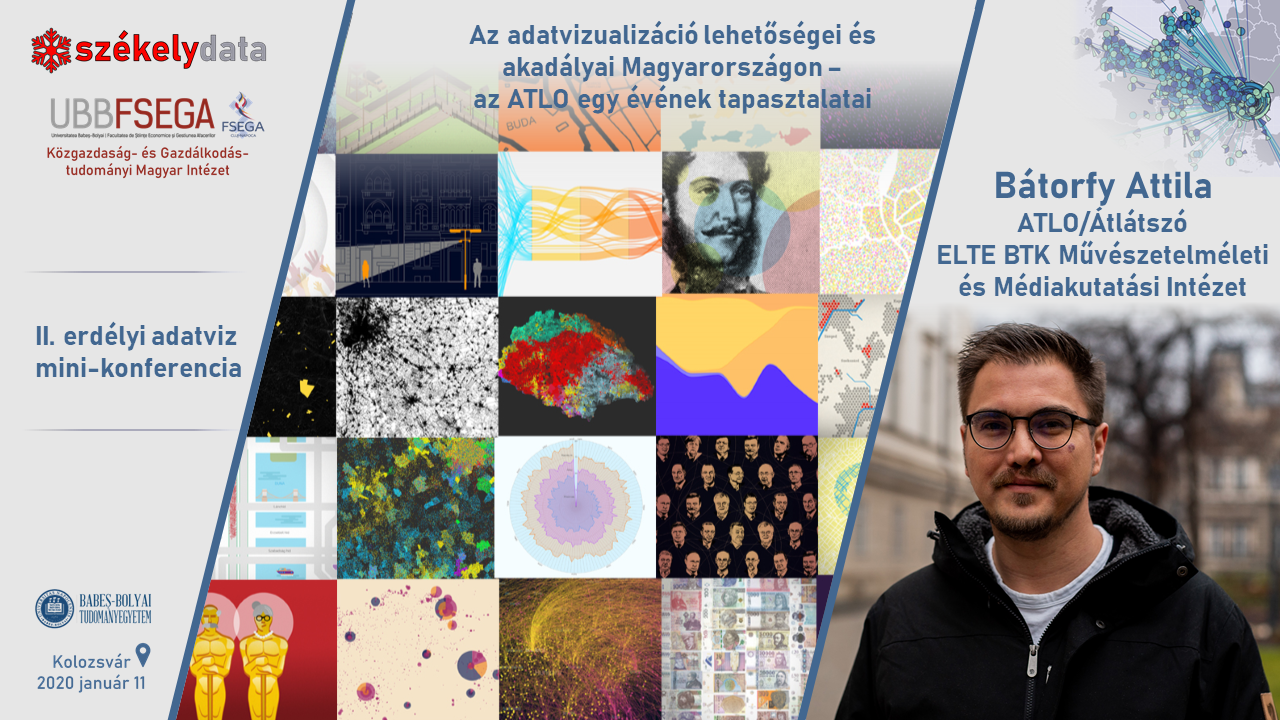 székelydata
UBBFSEGA
Universitatea Babeș-Bolyai | Facultatea de Științe Economice și Gestiunea Afacerilor
FSEGA
CLUJ-NAPOCA
Közgazdaság- és Gazdálkodás-
tudományi Magyar Intézet
II. erdélyi adatviz
mini-konferencia
BABEȘ-BOLYAI
TUDOMÁNYEGYETEM
Kolozsvár
2020 január 11
Az adatvizualizáció lehetőségei és
akadályai Magyarországon –
az ATLO egy évének tapasztalatai
BUDA
Bátorfy Attila
ATLO/Átlátszó
ELTE BTK Művészetelméleti
és Médiakutatási Intézet